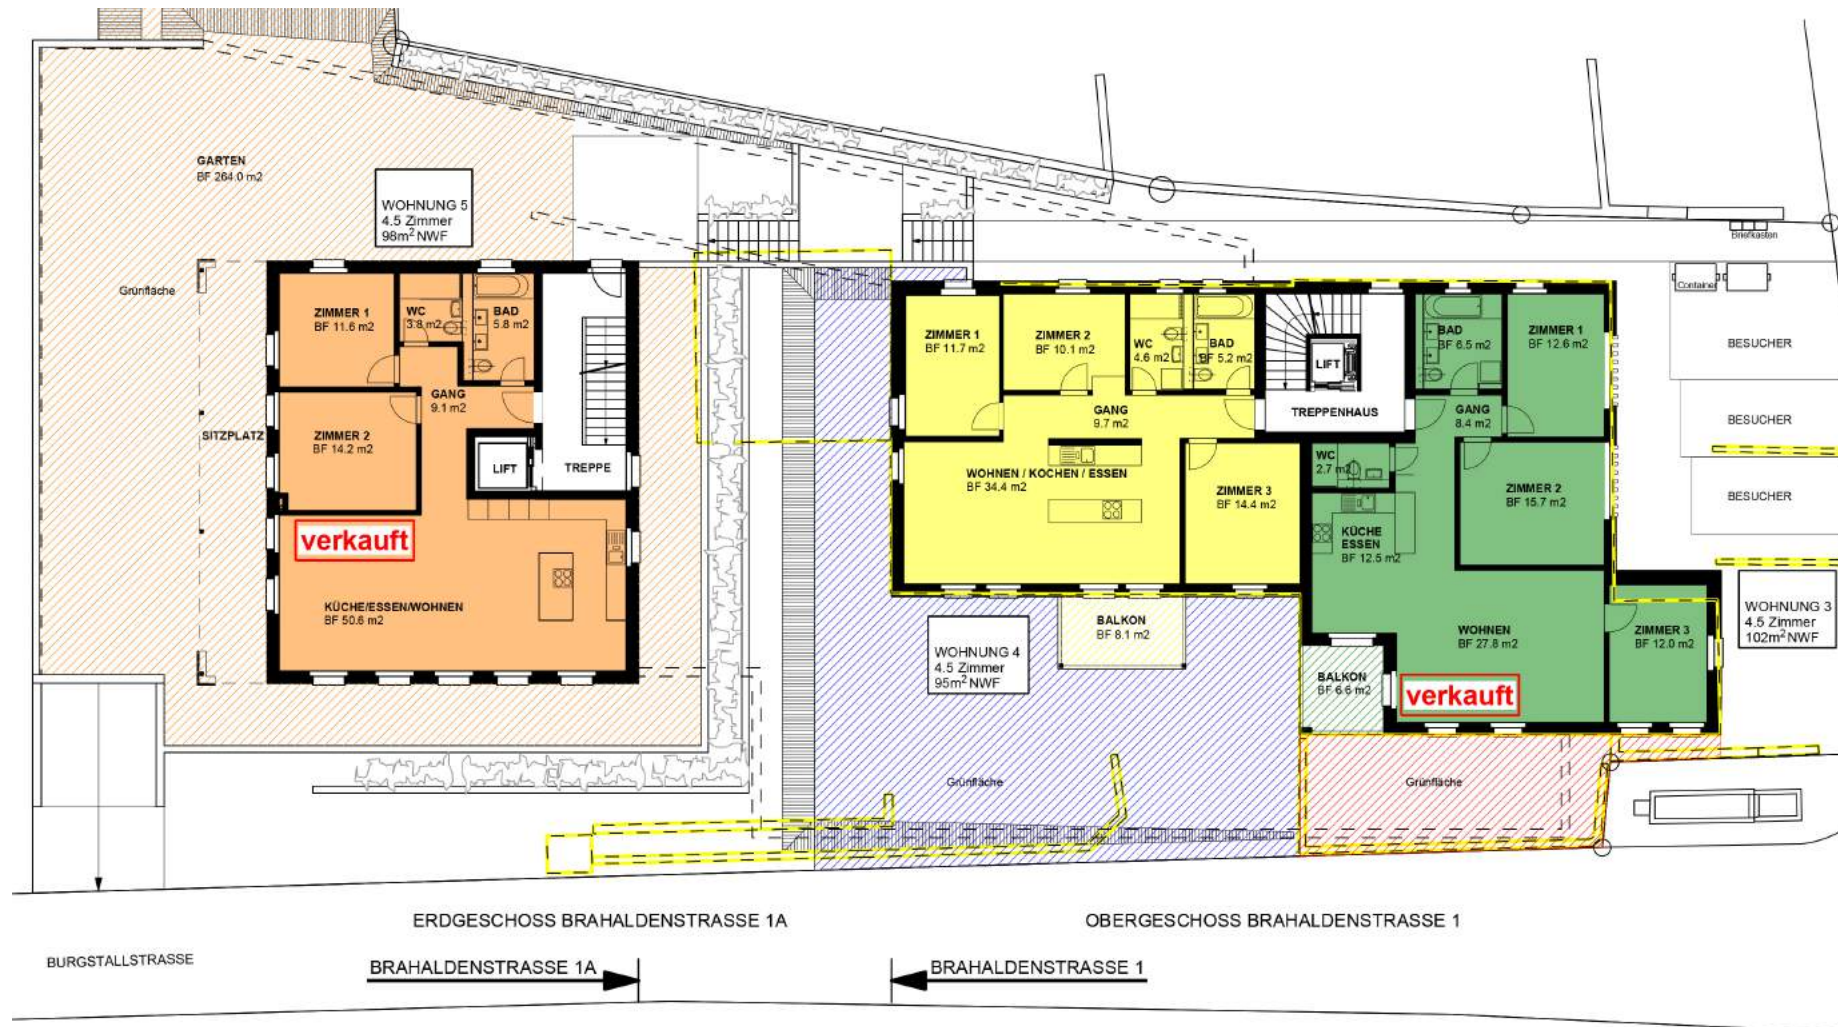 GARTEN
BF 264.0 m2
WOHNUNG 5
4.5 Zimmer
98m² NWF
Grünfläche
SITZPLATZ
ZIMMER 1
BF 11.6 m2
WC
3.8 m2
BAD
5.8 m2
GANG
9.1 m2
ZIMMER 2
BF 14.2 m2
LIFT
TREPPE
verkauft
KÜCHE/ESSEN/WOHNEN
BF 50.6 m2
ZIMMER 1
BF 11.7 m2
ZIMMER 2
BF 10.1 m2
WC
4.6 m2
BAD
BF 5.2 m2
GANG
9.7 m2
LIFT
TREPPENHAUS
WOHNEN / KOCHEN / ESSEN
BF 34.4 m2
ZIMMER 3
BF 14.4 m2
BALKON
BF 8.1 m2
WOHNUNG 4
4.5 Zimmer
95m² NWF
Grünfläche
BAD
BF 6.5 m2
ZIMMER 1
BF 12.6 m2
GANG
8.4 m2
WC
2.7 m2
ZIMMER 2
BF 15.7 m2
KÜCHE
ESSEN
BF 12.5 m2
WOHNEN
BF 27.8 m2
ZIMMER 3
BF 12.0 m2
BALKON
BF 6.6 m2
verkauft
Grünfläche
Briefkasten
Container
BESUCHER
BESUCHER
BESUCHER
WOHNUNG 3
4.5 Zimmer
102m² NWF
ERDGESCHOSS BRAHALDENSTRASSE 1A
OBERGESCHOSS BRAHALDENSTRASSE 1
BURGSTALLSTRASSE
BRAHALDENSTRASSE 1A
BRAHALDENSTRASSE 1